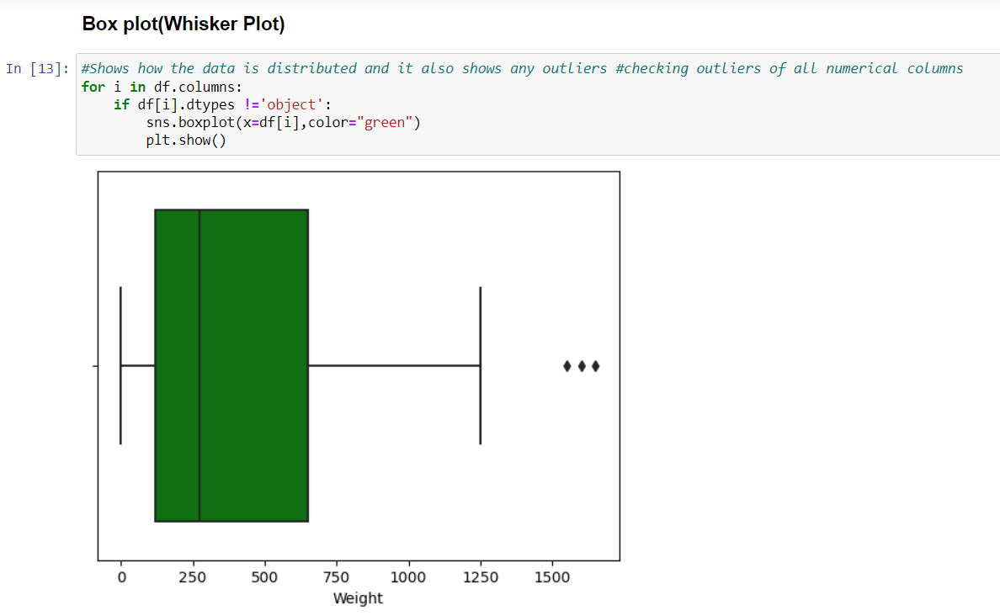 Box plot(Whisker Plot)
In [13]: #Shows how the data is distributed and it also shows any outliers #checking outliers of all numerical columns
for i in df.columns:
    if df[i].dtypes !='object':
        sns.boxplot(x=df[i],color="green")
        plt.show()
0 250 500 750 1000 1250 1500
Weight